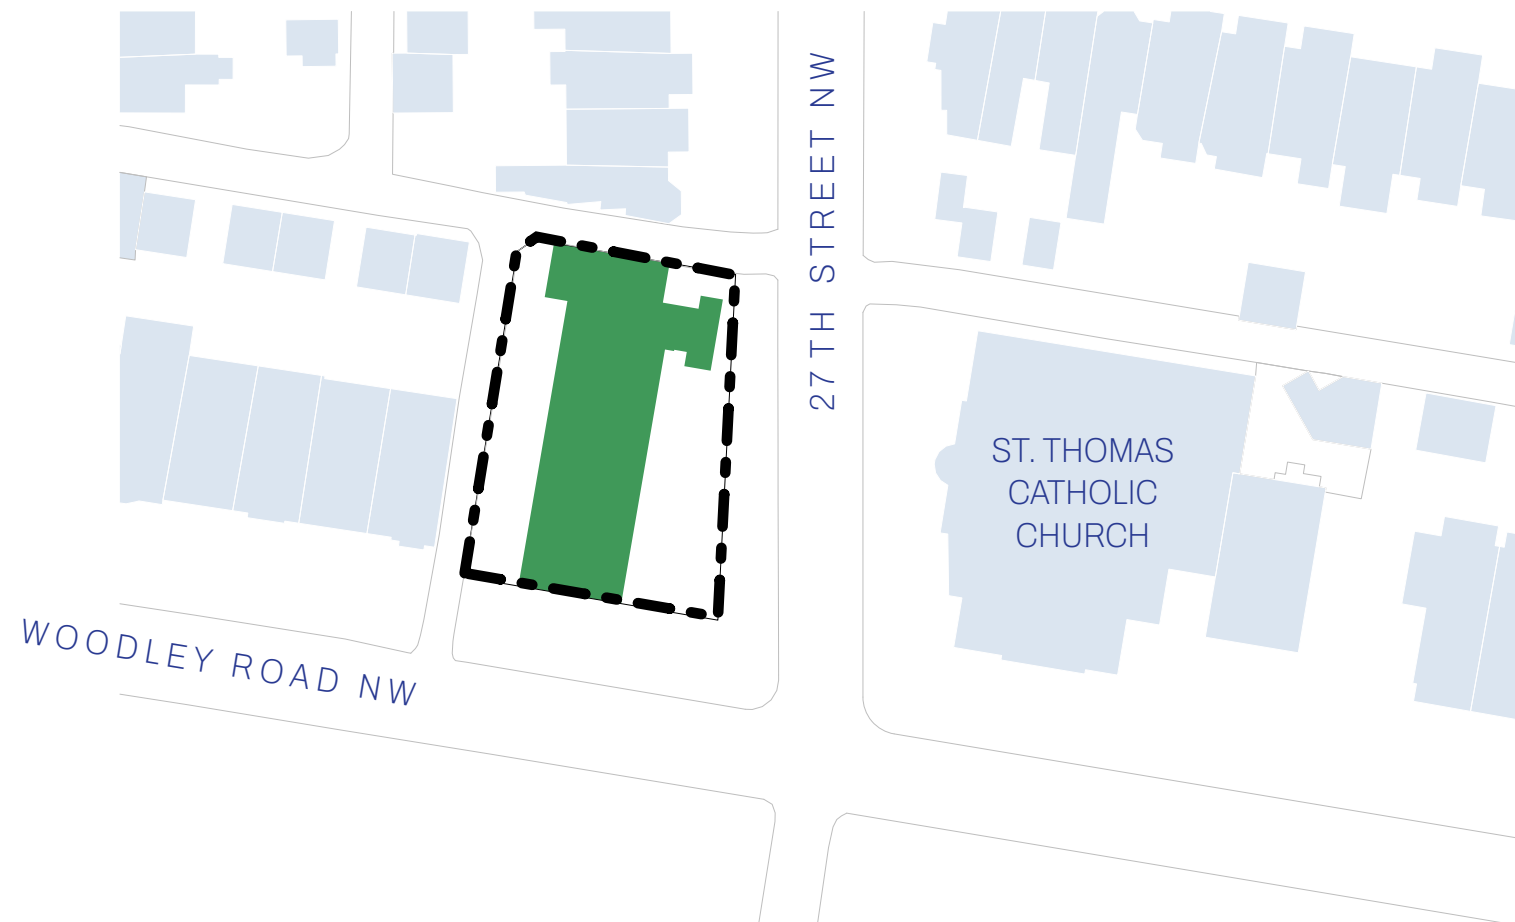 27TH STREET NW
ST. THOMAS
CATHOLIC
CHURCH
WOODLEY ROAD NW